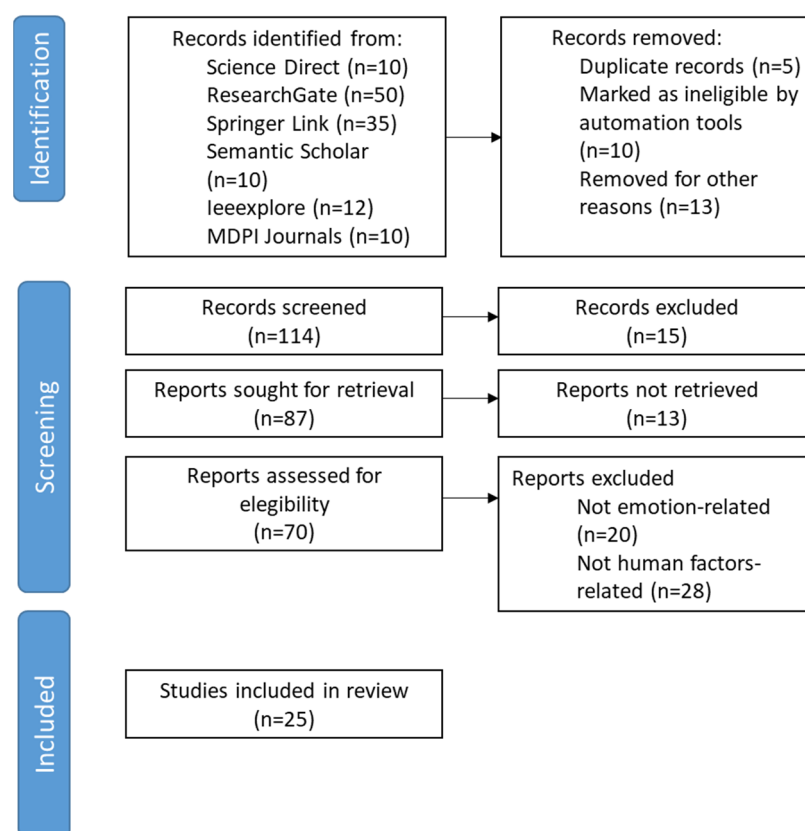 Identification
Records identified from:
Science Direct (n=10)
ResearchGate (n=50)
Springer Link (n=35)
Semantic Scholar
(n=10)
Ieeexplore (n=12)
MDPI Journals (n=10)
Records removed:
Duplicate records (n=5)
Marked as ineligible by
automation tools
(n=10)
Removed for other
reasons (n=13)
Screening
Records screened
(n=114)
Records excluded
(n=15)
Reports sought for retrieval
(n=87)
Reports not retrieved
(n=13)
Reports assessed for
elegibility
(n=70)
Reports excluded
Not emotion-related
(n=20)
Not human factors-
related (n=28)
Included
Studies included in review
(n=25)